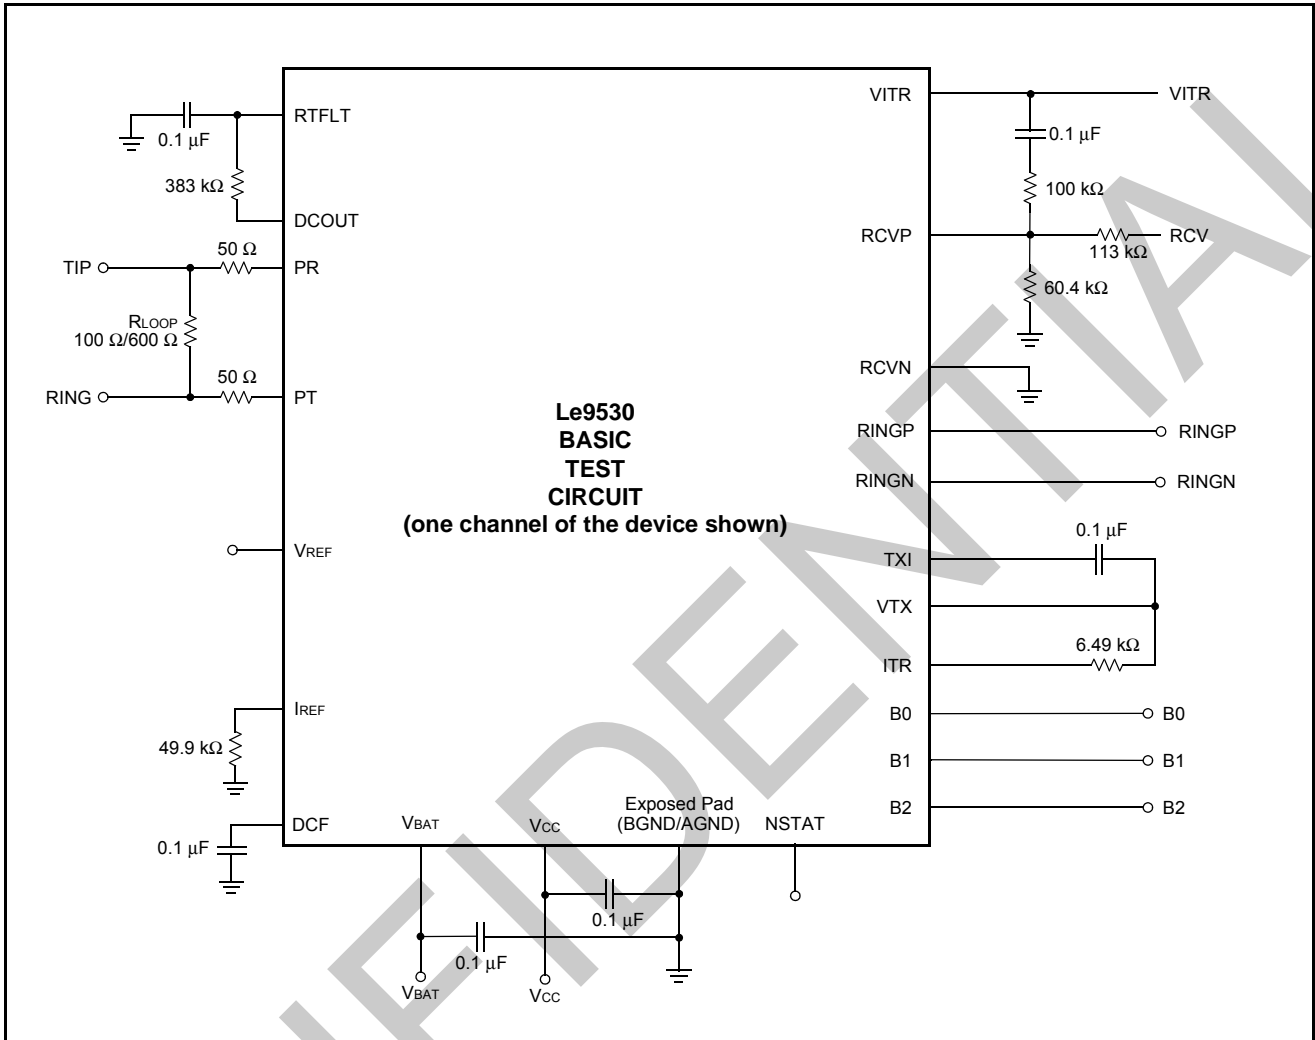 RTFLT
0.1 μF
383 kΩ
DCOUT
50 Ω
TIP
PR
RLOOP
100 Ω/600 Ω
50 Ω
RING
PT
VREF
IREF
49.9 kΩ
DCF
0.1 μF
Le9530
BASIC
TEST
CIRCUIT
(one channel of the device shown)
VBAT
VCC
Exposed Pad
(BGND/AGND)
NSTAT
0.1 μF
0.1 μF
VBAT
VCC
VITR
VITR
0.1 μF
100 kΩ
RCVP
RCV
113 kΩ
60.4 kΩ
RCVN
RINGP
RINGP
RINGN
RINGN
0.1 μF
TXI
VTX
6.49 kΩ
ITR
B0
B0
B1
B1
B2
B2
FIDENTIAL